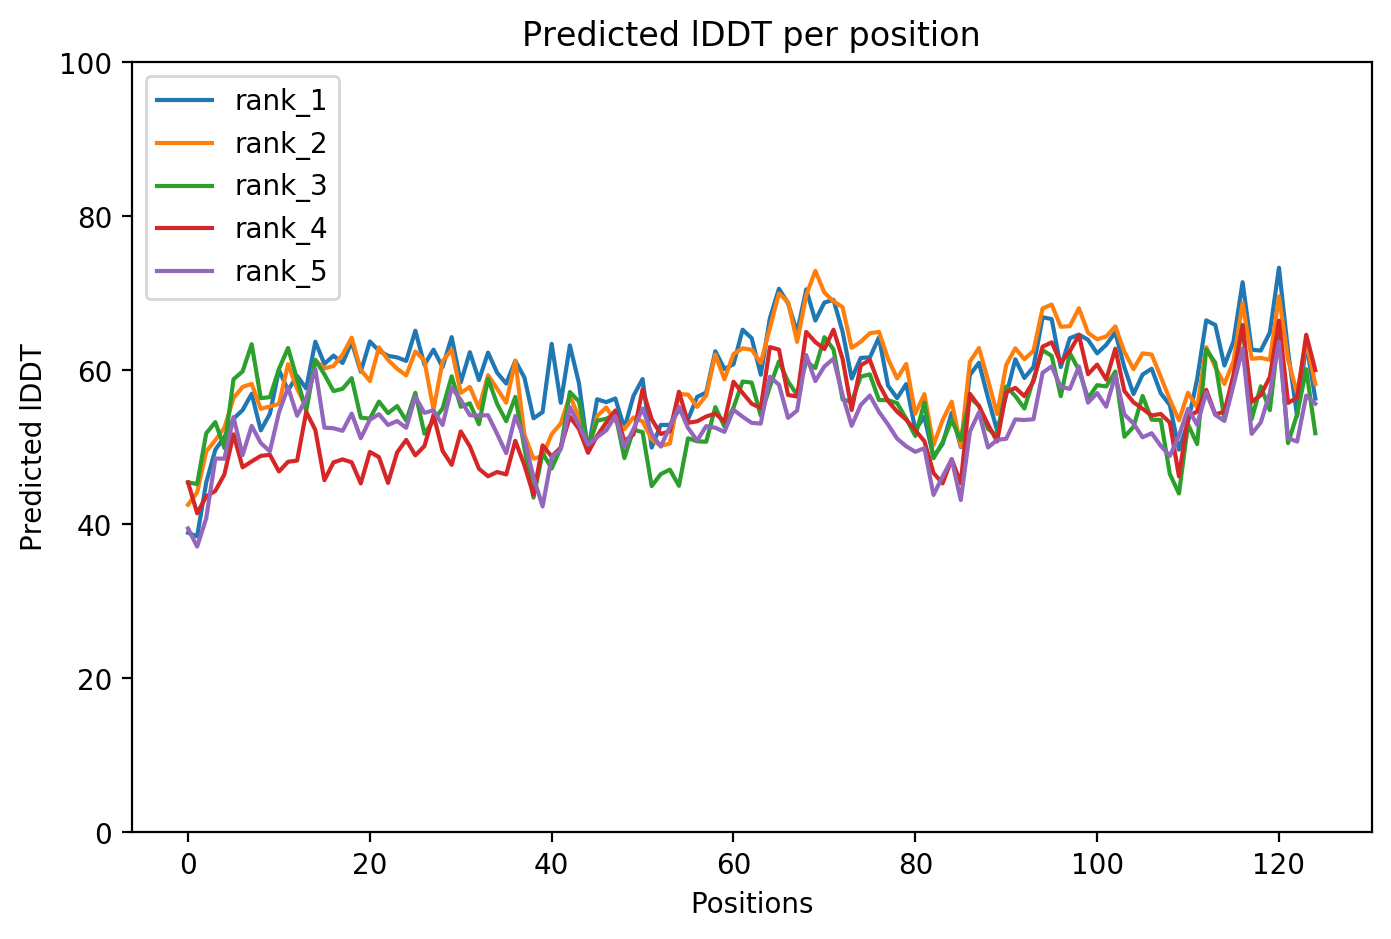 Predicted lDDT per position
100
80
60
40
20
0
Predicted lDDT
rank_1
rank_2
rank_3
rank_4
rank_5
0 20 40 60 80 100 120
Positions